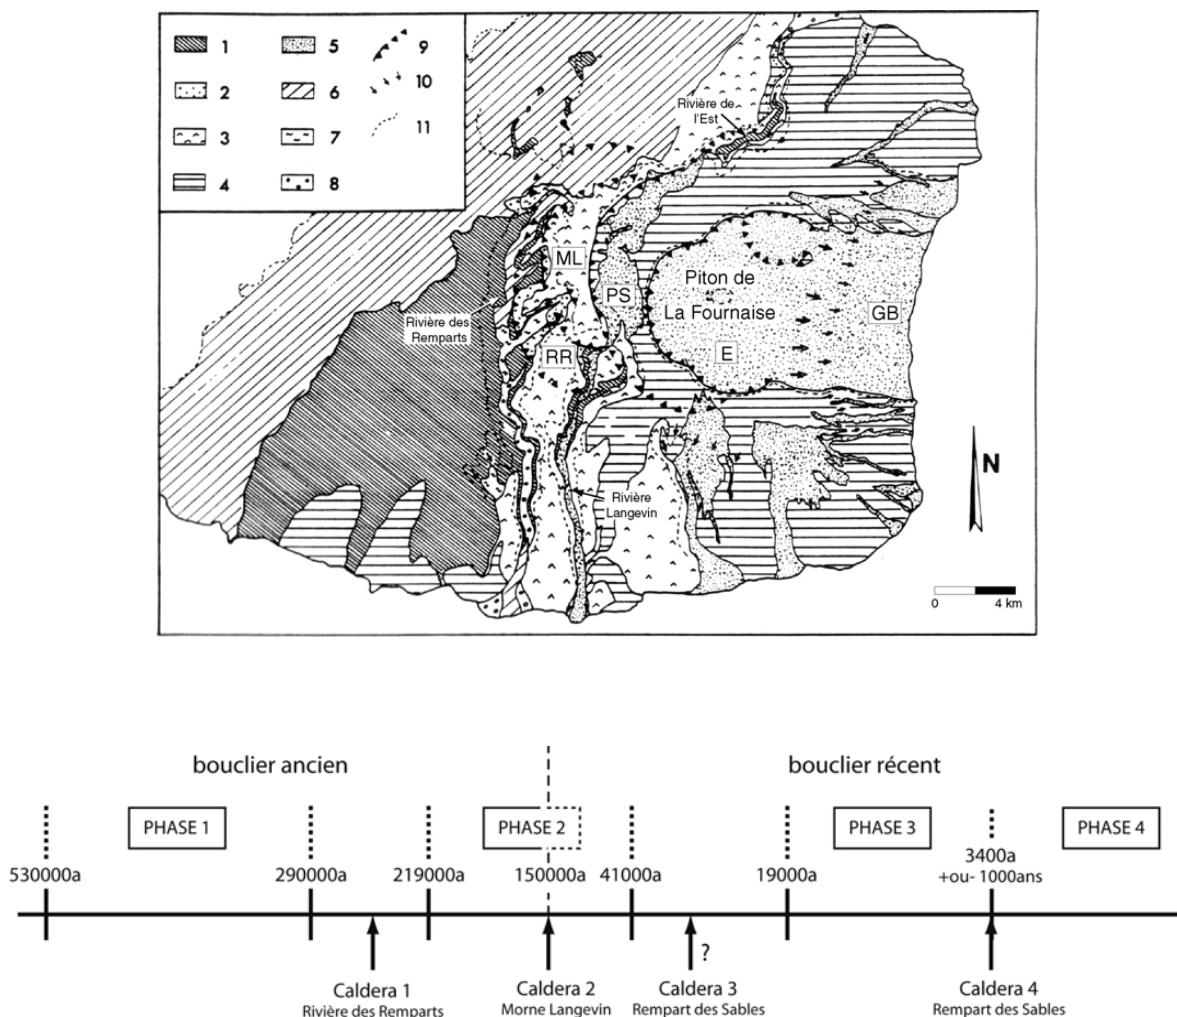 1
5
9
2
6
10
3
7
11
4
8
Rivière de
l'Est
ML
PS
Piton de
La Fournaise
GB
Rivière des
Remparts
RR
E
Rivière
Langevin
N
0 4 km
bouclier ancien
bouclier récent
PHASE 1
PHASE 2
PHASE 3
PHASE 4
530000a
290000a
219000a
150000a
41000a
19000a
3400a
+ou- 1000ans
?
Caldera 1
Rivière des Remparts
Caldera 2
Morne Langevin
Caldera 3
Rempart des Sables
Caldera 4
Rempart des Sables